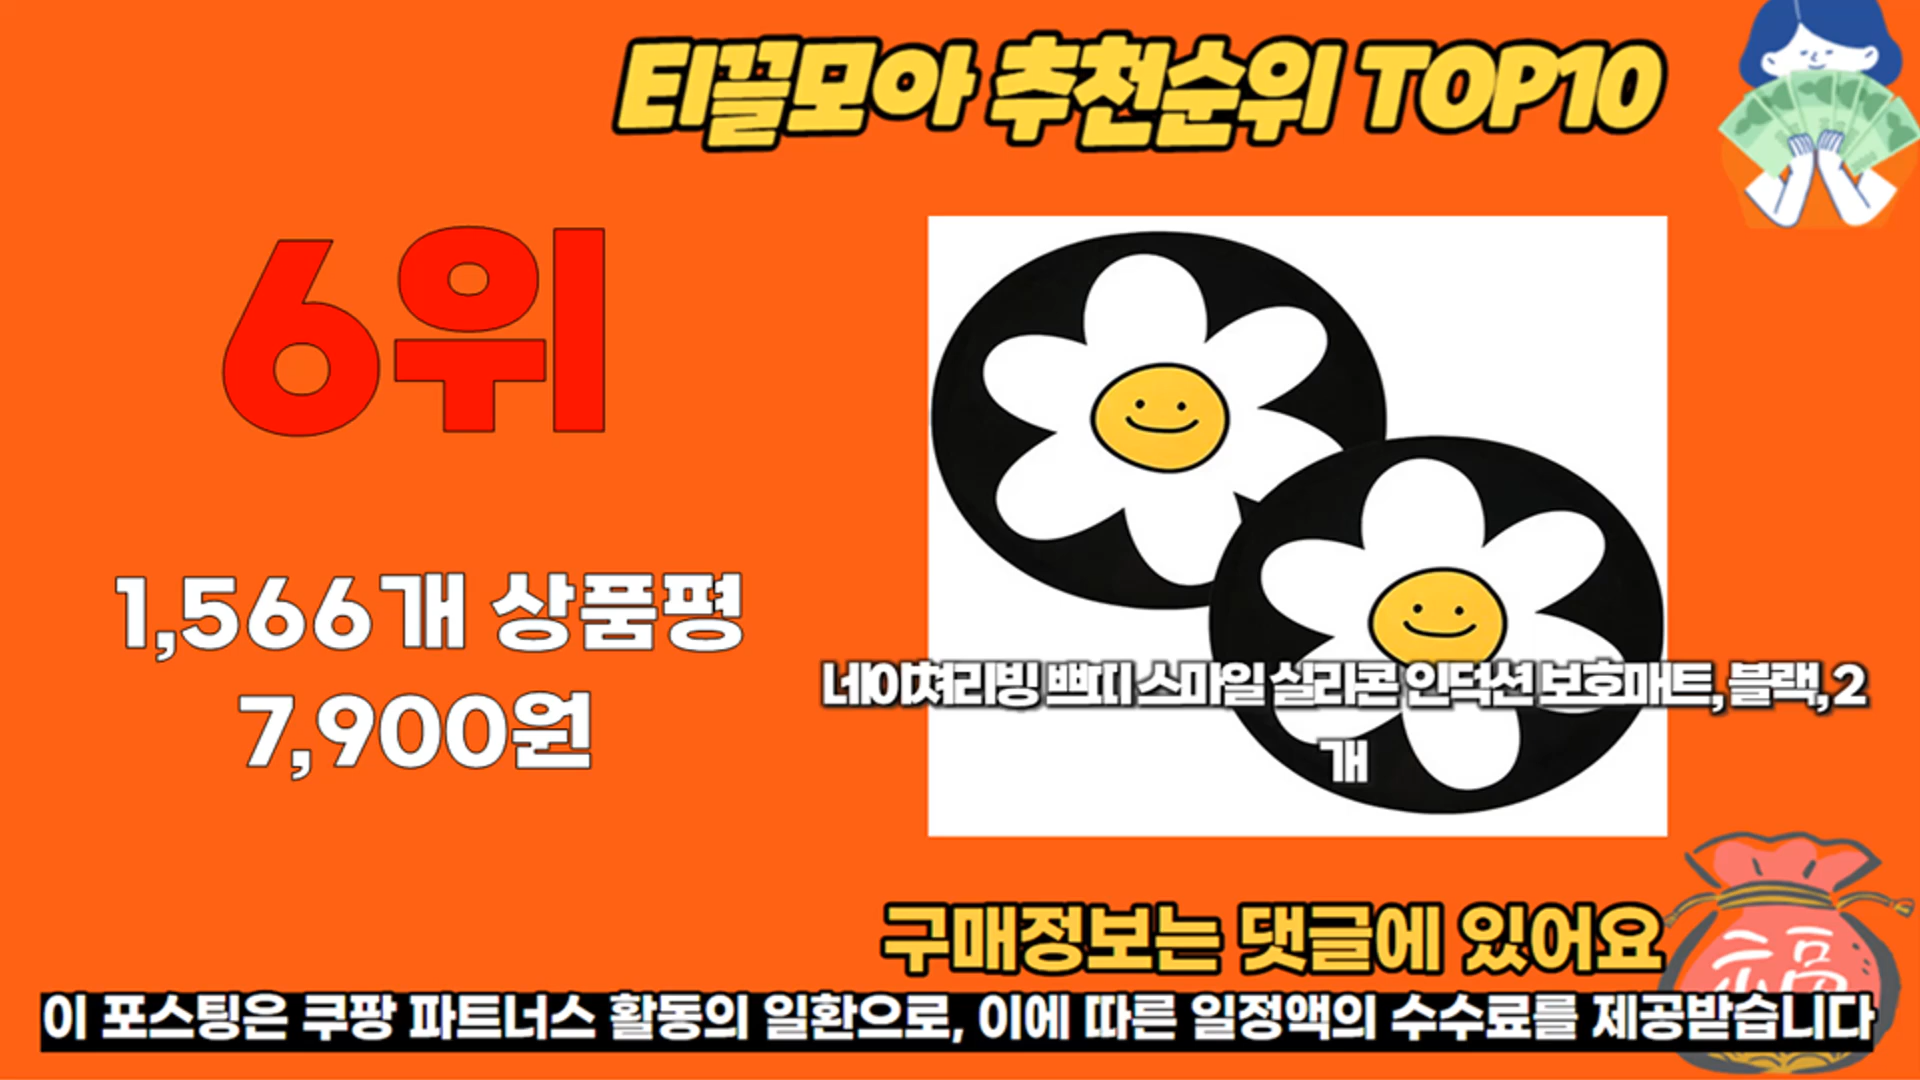 티끌모아 추천순위 TOP10
6위
1,566개 상품평
7,900원
네이쳐리빙 쁘띠 스마일 실리콘 인덕션 보호매트, 블랙, 2
개
구매정보는 댓글에 있어요
福
이 포스팅은 쿠팡 파트너스 활동의 일환으로, 이에 따른 일정액의 수수료를 제공받습니다